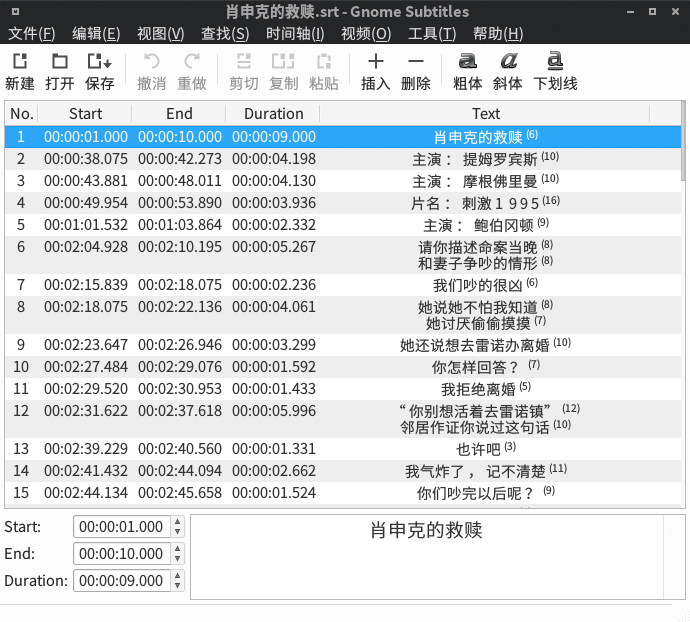 肖申克的救赎.srt - Gnome Subtitles
文件(F) 编辑(E) 视图(V) 查找(S) 时间轴(I) 视频(O) 工具(T) 帮助(H)
新建 打开 保存 撤消 重做 剪切 复制 粘贴 插入 删除 粗体 斜体 下划线
No. Start End Duration Text
1 00:00:01.000 00:00:10.000 00:00:09.000 肖申克的救赎 (6)
2 00:00:38.075 00:00:42.273 00:00:04.198 主演： 提姆罗宾斯 (10)
3 00:00:43.881 00:00:48.011 00:00:04.130 主演： 摩根佛里曼 (10)
4 00:00:49.954 00:00:53.890 00:00:03.936 片名： 刺激１９９５ (16)
5 00:01:01.532 00:01:03.864 00:00:02.332 主演： 鲍伯冈顿 (9)
6 00:02:04.928 00:02:10.195 00:00:05.267 请你描述命案当晚 (8)
和妻子争吵的情形 (8)
7 00:02:15.839 00:02:18.075 00:00:02.236 我们吵的很凶 (6)
8 00:02:18.075 00:02:22.136 00:00:04.061 她说她不怕我知道 (8)
她讨厌偷偷摸摸 (7)
9 00:02:23.647 00:02:26.946 00:00:03.299 她还说想去雷诺办离婚 (10)
10 00:02:27.484 00:02:29.076 00:00:01.592 你怎样回答？ (7)
11 00:02:29.520 00:02:30.953 00:00:01.433 我拒绝离婚 (5)
12 00:02:31.622 00:02:37.618 00:00:05.996 “你别想活着去雷诺镇” (12)
邻居作证你说过这句话 (10)
13 00:02:39.229 00:02:40.560 00:00:01.331 也许吧 (3)
14 00:02:41.432 00:02:44.094 00:00:02.662 我气炸了， 记不清楚 (11)
15 00:02:44.134 00:02:45.658 00:00:01.524 你们吵完以后呢？ (9)
Start: 00:00:01.000
End: 00:00:10.000
Duration: 00:00:09.000
肖申克的救赎